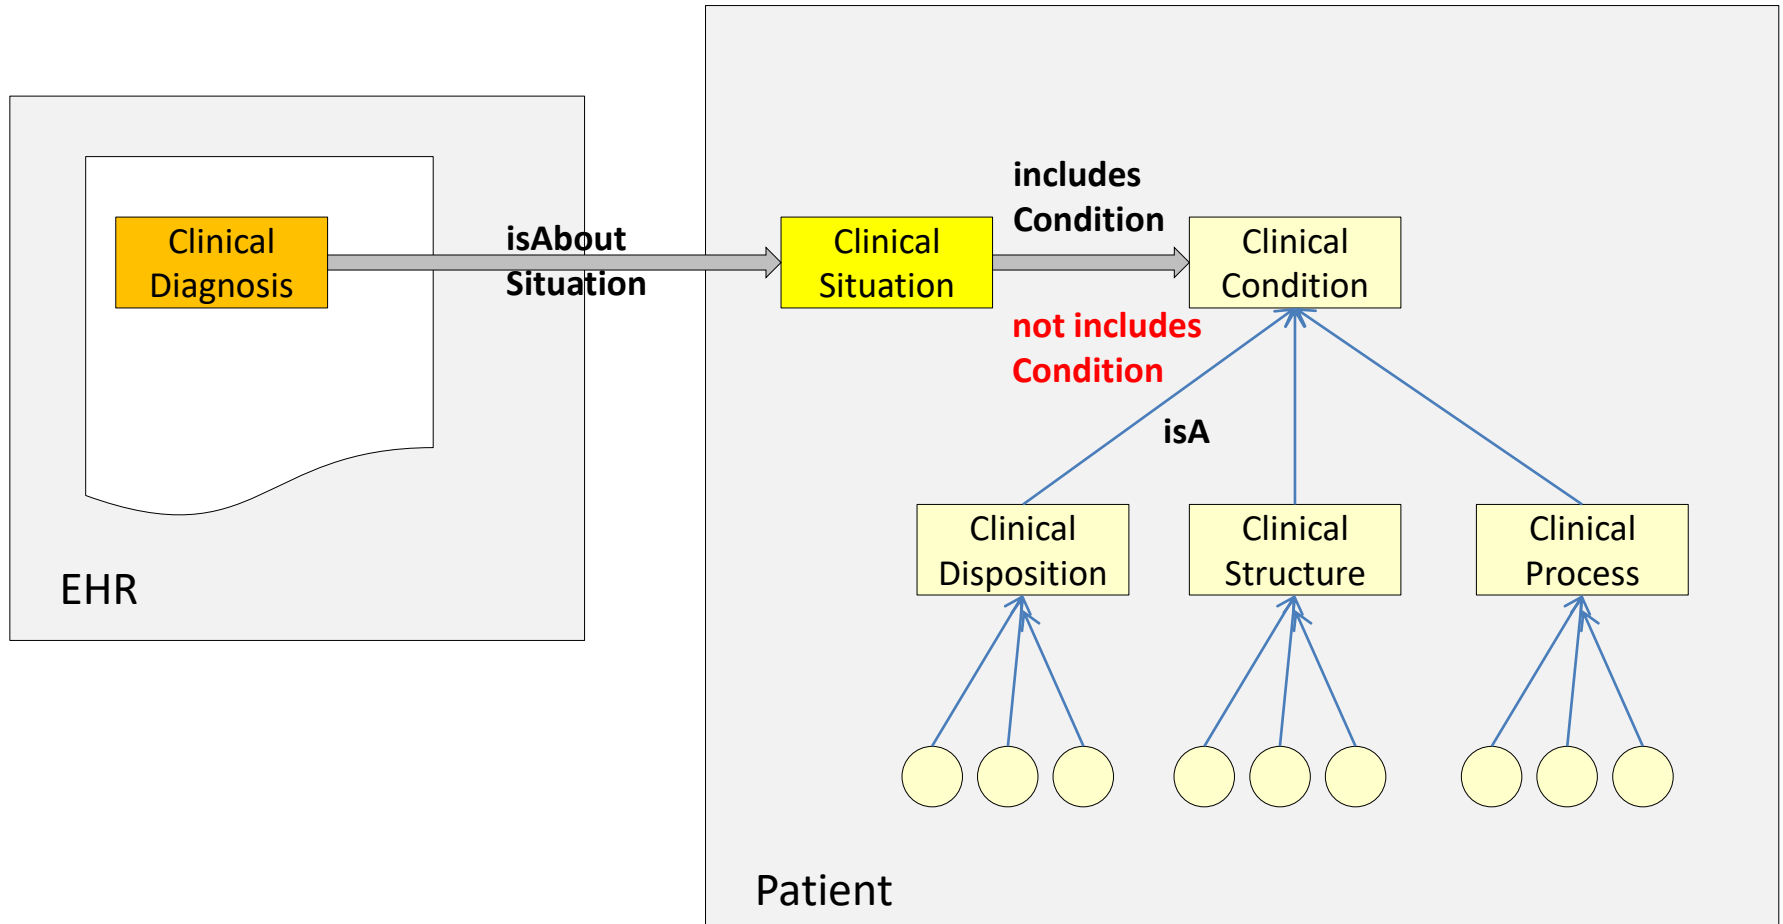 Clinical
Diagnosis
isAbout
Situation
EHR
Clinical
Situation
includes
Condition
not includes
Condition
Clinical
Condition
isA
Clinical
Disposition
Clinical
Structure
Clinical
Process
Patient